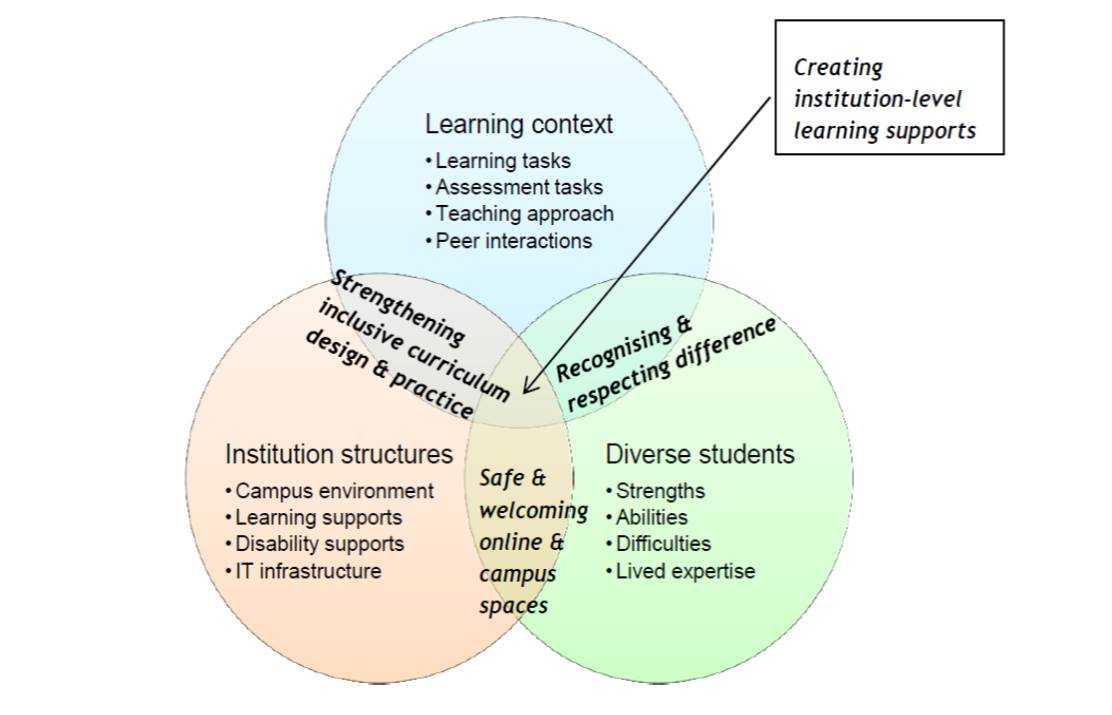 Creating
institution-level
learning supports
Learning context
• Learning tasks
• Assessment tasks
• Teaching approach
• Peer interactions
Strengthening
inclusive curriculum
design & practice
Recognising &
respecting difference
Institution structures
• Campus environment
• Learning supports
• Disability supports
• IT infrastructure
Safe &
welcoming
online &
campus
spaces
Diverse students
• Strengths
• Abilities
• Difficulties
• Lived expertise